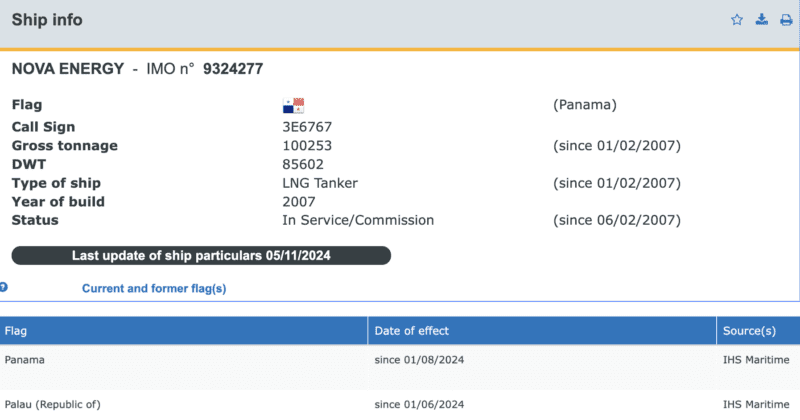 Ship info
NOVA ENERGY - IMO n° 9324277
Flag (Panama)
Call Sign 3E6767
Gross tonnage 100253 (since 01/02/2007)
DWT 85602
Type of ship LNG Tanker (since 01/02/2007)
Year of build 2007
Status In Service/Commission (since 06/02/2007)
Last update of ship particulars 05/11/2024
? Current and former flag(s)
Flag Date of effect Source(s)
Panama since 01/08/2024 IHS Maritime
Palau (Republic of) since 01/06/2024 IHS Maritime